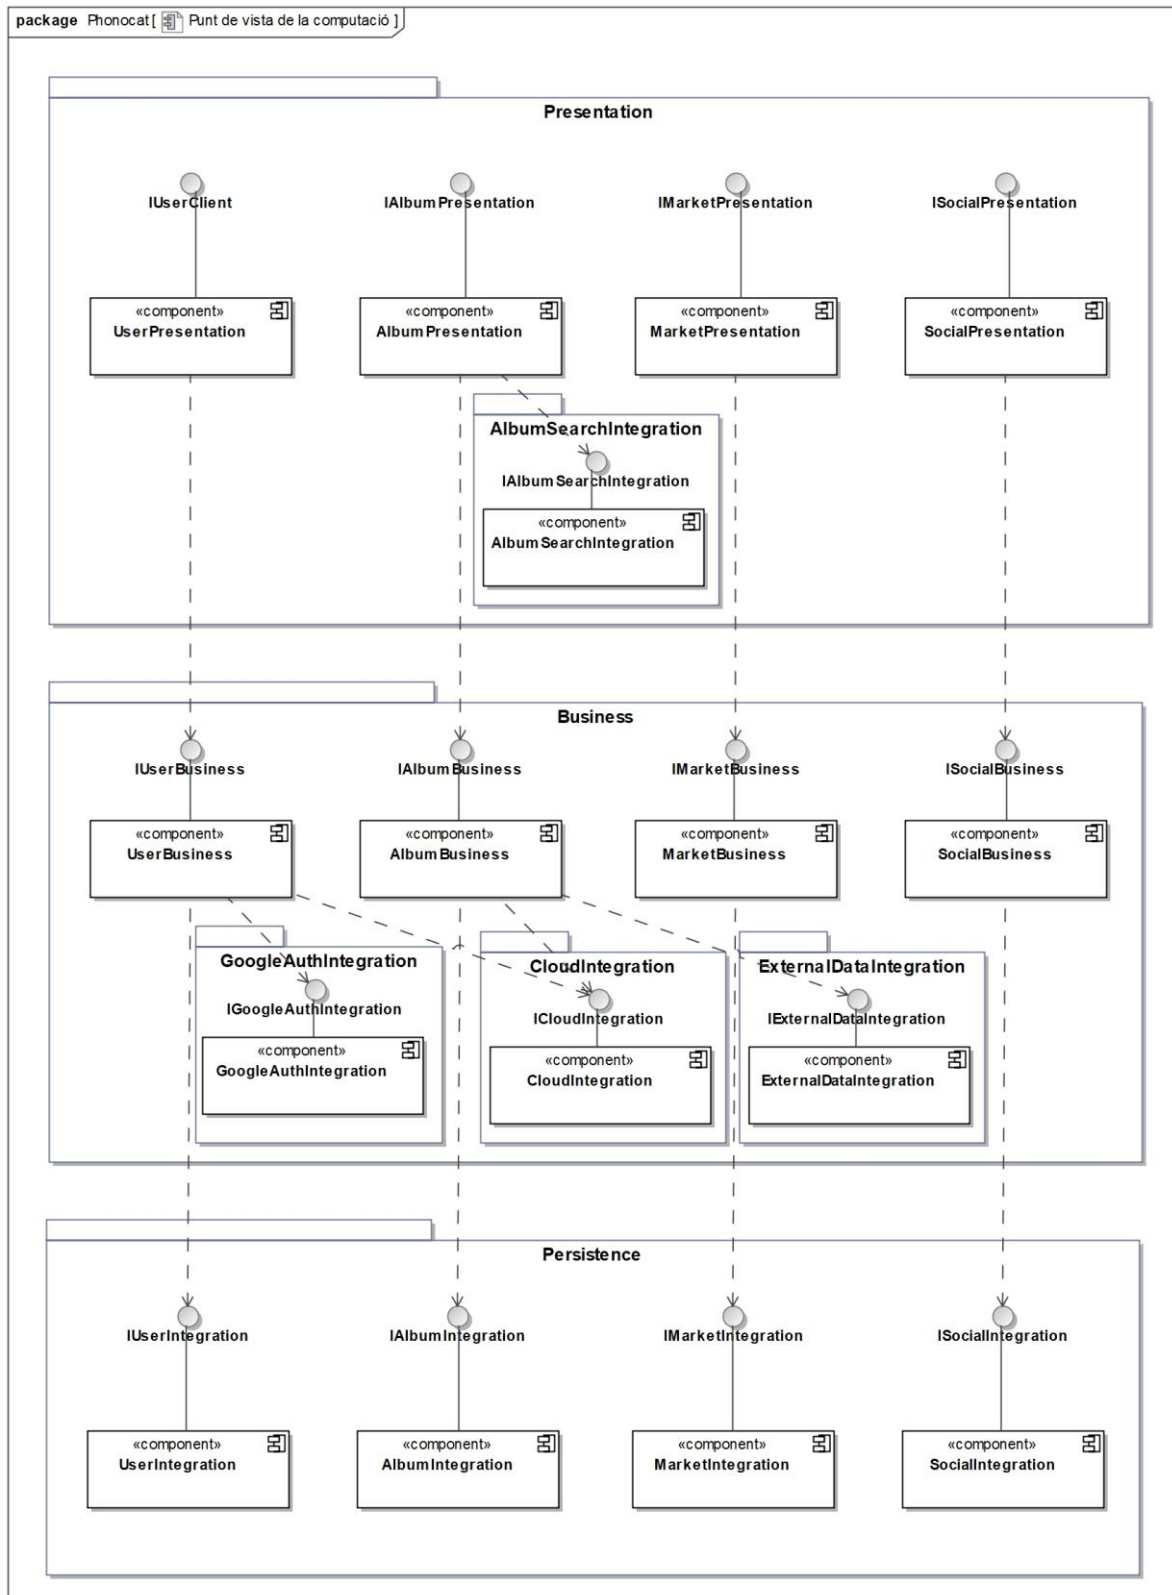 package Phonocat [ Punt de vista de la computació ]
Presentation
IUserClient
IAlbumPresentation
IMarketPresentation
ISocialPresentation
«component»
UserPresentation
«component»
AlbumPresentation
«component»
MarketPresentation
«component»
SocialPresentation
AlbumSearchIntegration
IAlbumSearchIntegration
«component»
AlbumSearchIntegration
Business
IUserBusiness
IAlbumBusiness
IMarketBusiness
ISocialBusiness
«component»
UserBusiness
«component»
AlbumBusiness
«component»
MarketBusiness
«component»
SocialBusiness
GoogleAuthIntegration
IGoogleAuthIntegration
«component»
GoogleAuthIntegration
CloudIntegration
ICloudIntegration
«component»
CloudIntegration
ExternalDataIntegration
IExternalDataIntegration
«component»
ExternalDataIntegration
Persistence
IUserIntegration
IAlbumIntegration
IMarketIntegration
ISocialIntegration
«component»
UserIntegration
«component»
AlbumIntegration
«component»
MarketIntegration
«component»
SocialIntegration